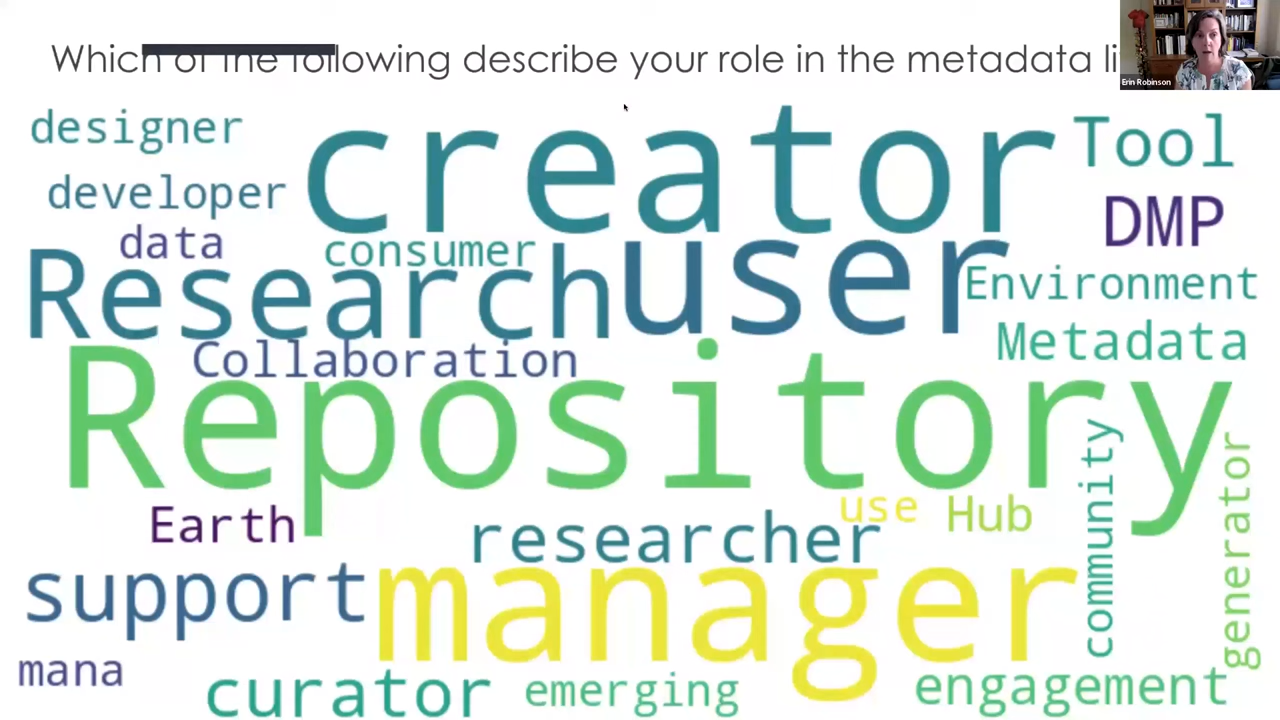 Which of the following describe your role in the metadata li
Erin Robinson
designer
creator
Tool
developer
DMP
data
consumer
Research
user
Environment
Metadata
Collaboration
Repository
community
generator
Earth
use
Hub
researcher
support
manager
mana
curator
emerging
engagement